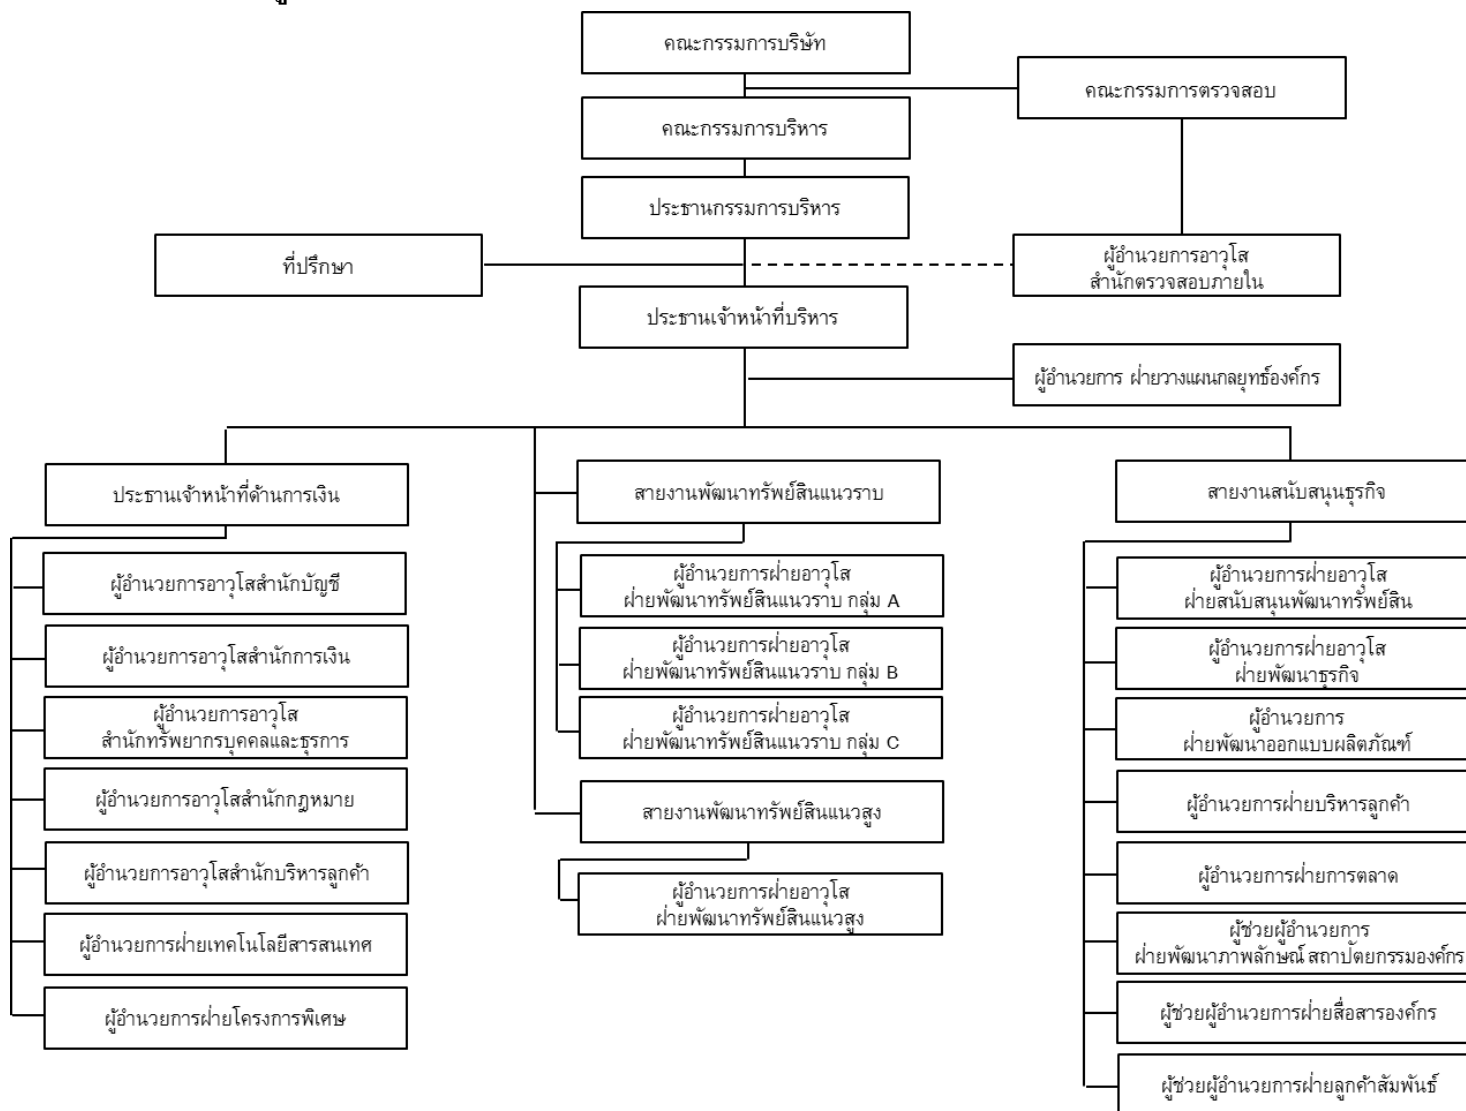 คณะกรรมการบริษัท
คณะกรรมการตรวจสอบ
คณะกรรมการบริหาร
ประธานกรรมการบริหาร
ที่ปรึกษา
ผู้อำนวยการอาวุโส
สำนักตรวจสอบภายใน
ประธานเจ้าหน้าที่บริหาร
ผู้อำนวยการ ฝ่ายวางแผนกลยุทธ์องค์กร
ประธานเจ้าหน้าที่ด้านการเงิน
ผู้อำนวยการอาวุโสสำนักบัญชี
ผู้อำนวยการอาวุโสสำนักการเงิน
ผู้อำนวยการอาวุโส
สำนักทรัพยากรบุคคลและธุรการ
ผู้อำนวยการอาวุโสสำนักกฎหมาย
ผู้อำนวยการอาวุโสสำนักบริหารลูกค้า
ผู้อำนวยการฝ่ายเทคโนโลยีสารสนเทศ
ผู้อำนวยการฝ่ายโครงการพิเศษ
สายงานพัฒนาทรัพย์สินแนวราบ
ผู้อำนวยการฝ่ายอาวุโส
ฝ่ายพัฒนาทรัพย์สินแนวราบ กลุ่ม A
ผู้อำนวยการฝ่ายอาวุโส
ฝ่ายพัฒนาทรัพย์สินแนวราบ กลุ่ม B
ผู้อำนวยการฝ่ายอาวุโส
ฝ่ายพัฒนาทรัพย์สินแนวราบ กลุ่ม C
สายงานพัฒนาทรัพย์สินแนวสูง
ผู้อำนวยการฝ่ายอาวุโส
ฝ่ายพัฒนาทรัพย์สินแนวสูง
สายงานสนับสนุนธุรกิจ
ผู้อำนวยการฝ่ายอาวุโส
ฝ่ายสนับสนุนพัฒนาทรัพย์สิน
ผู้อำนวยการฝ่ายอาวุโส
ฝ่ายพัฒนาธุรกิจ
ผู้อำนวยการ
ฝ่ายพัฒนาออกแบบผลิตภัณฑ์
ผู้อำนวยการฝ่ายบริหารลูกค้า
ผู้อำนวยการฝ่ายการตลาด
ผู้ช่วยผู้อำนวยการ
ฝ่ายพัฒนาภาพลักษณ์ สถาปัตยกรรมองค์กร
ผู้ช่วยผู้อำนวยการฝ่ายสื่อสารองค์กร
ผู้ช่วยผู้อำนวยการฝ่ายลูกค้าสัมพันธ์